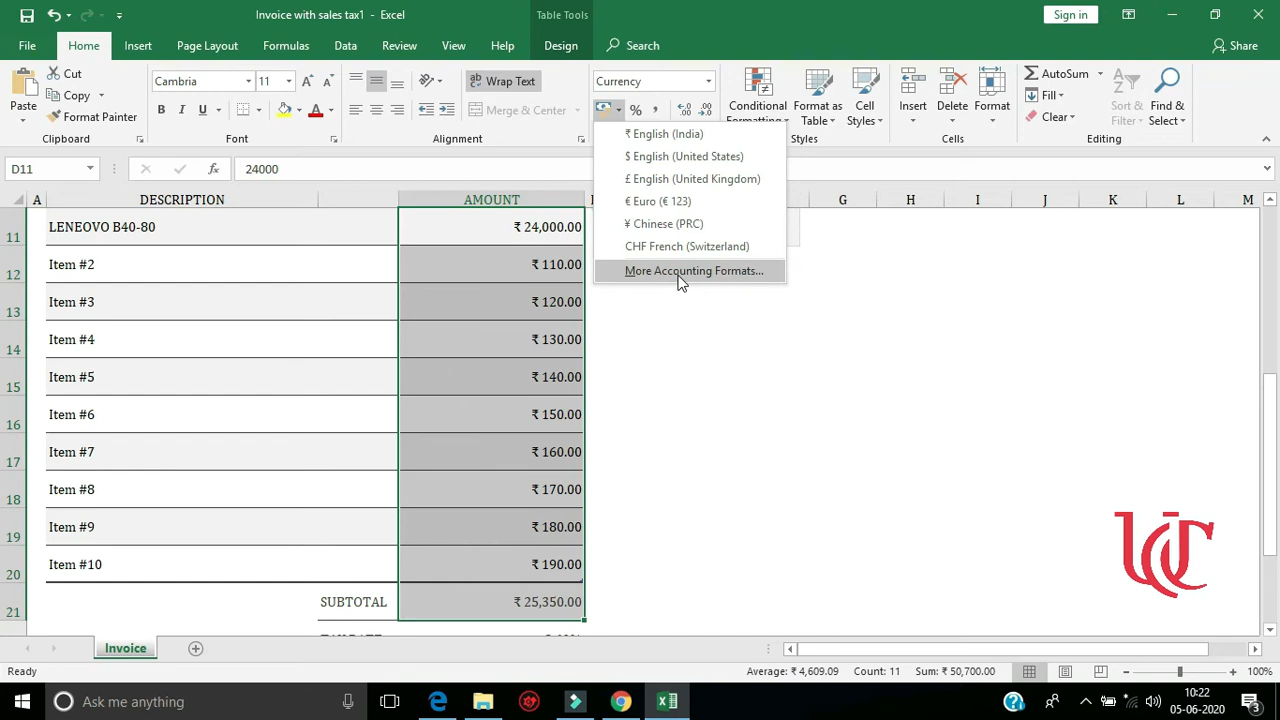 Invoice with sales tax1 - Excel
Table Tools
Sign in
File
Home
Insert
Page Layout
Formulas
Data
Review
View
Help
Design
Search
Share
Paste
Cut
Copy
Format Painter
Clipboard
Cambria
11
B I U
Font
Wrap Text
Merge & Center
Alignment
Currency
% ,
Conditional
Formatting
Format as
Table
Cell
Styles
Styles
Insert
Delete
Format
Cells
AutoSum
Fill
Clear
Sort &
Filter
Find &
Select
Editing
₹ English (India)
$ English (United States)
£ English (United Kingdom)
€ Euro (€ 123)
¥ Chinese (PRC)
CHF French (Switzerland)
More Accounting Formats...
D11
fx
24000
A DESCRIPTION AMOUNT G H I J K L M
11 LENEOVO B40-80 ₹ 24,000.00
12 Item #2 ₹ 110.00
13 Item #3 ₹ 120.00
14 Item #4 ₹ 130.00
15 Item #5 ₹ 140.00
16 Item #6 ₹ 150.00
17 Item #7 ₹ 160.00
18 Item #8 ₹ 170.00
19 Item #9 ₹ 180.00
20 Item #10 ₹ 190.00
21 SUBTOTAL ₹ 25,350.00
UCT
Invoice
Ready
Average: ₹ 4,609.09
Count: 11
Sum: ₹ 50,700.00
100%
Ask me anything
10:22
05-06-2020
3